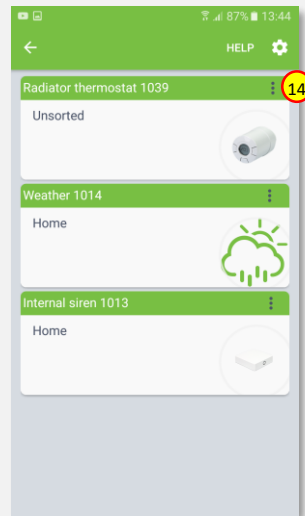 87% 13:44
HELP
Radiator thermostat 1039
14
Unsorted
Weather 1014
Home
Internal siren 1013
Home